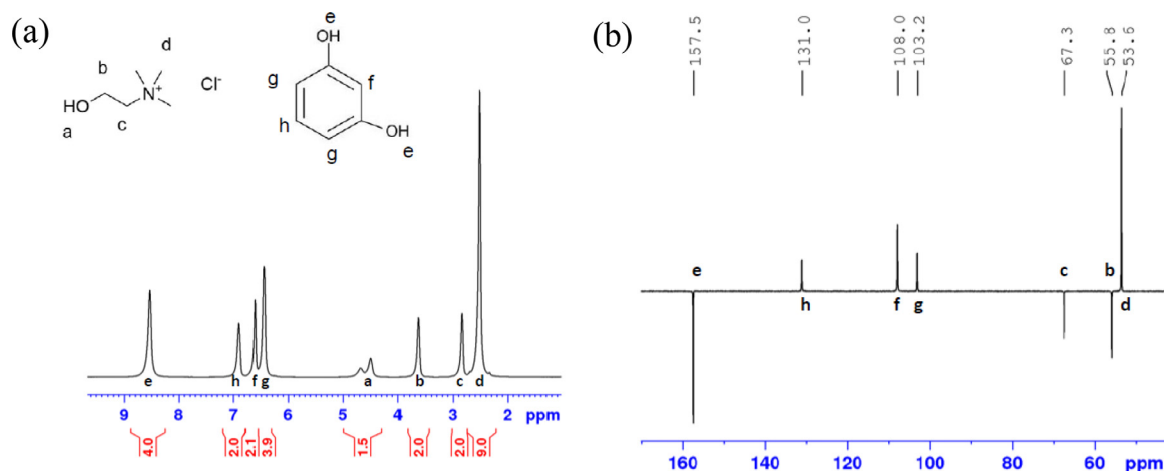 (a)
HO
a
b
c
d
N+
Cl-
e
OH
g
f
h
g
OH
e
e
h
f
g
a
b
c
d
9 8 7 6 5 4 3 2 ppm
4.0
2.0
2.1
3.9
1.5
2.0
2.0
9.0
(b)
157.5
131.0
108.0
103.2
67.3
55.8
53.6
e
h
f
g
c
b
d
160 140 120 100 80 60 ppm